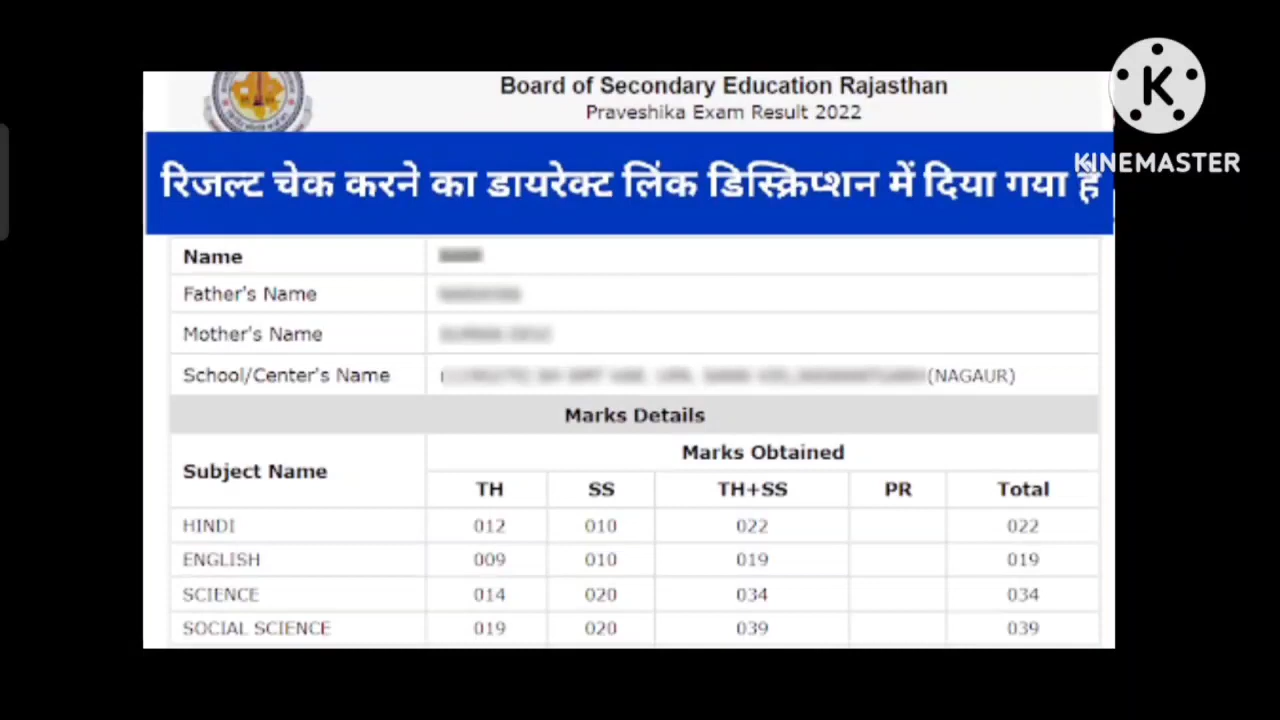 Board of Secondary Education Rajasthan
Praveshika Exam Result 2022
KINEMASTER
रिजल्ट चेक करने का डायरेक्ट लिंक डिस्क्रिप्शन में दिया गया है
Name
Father's Name
Mother's Name
School/Center's Name (NAGAUR)
Marks Details
Subject Name Marks Obtained
TH SS TH+SS PR Total
HINDI 012 010 022 022
ENGLISH 009 010 019 019
SCIENCE 014 020 034 034
SOCIAL SCIENCE 019 020 039 039